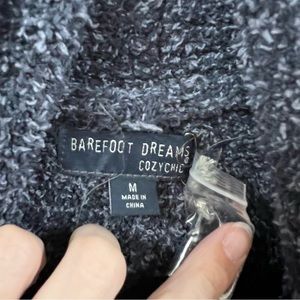 BAREFOOT DREAMS
COZYCHIC
M
MADE IN
CHINA